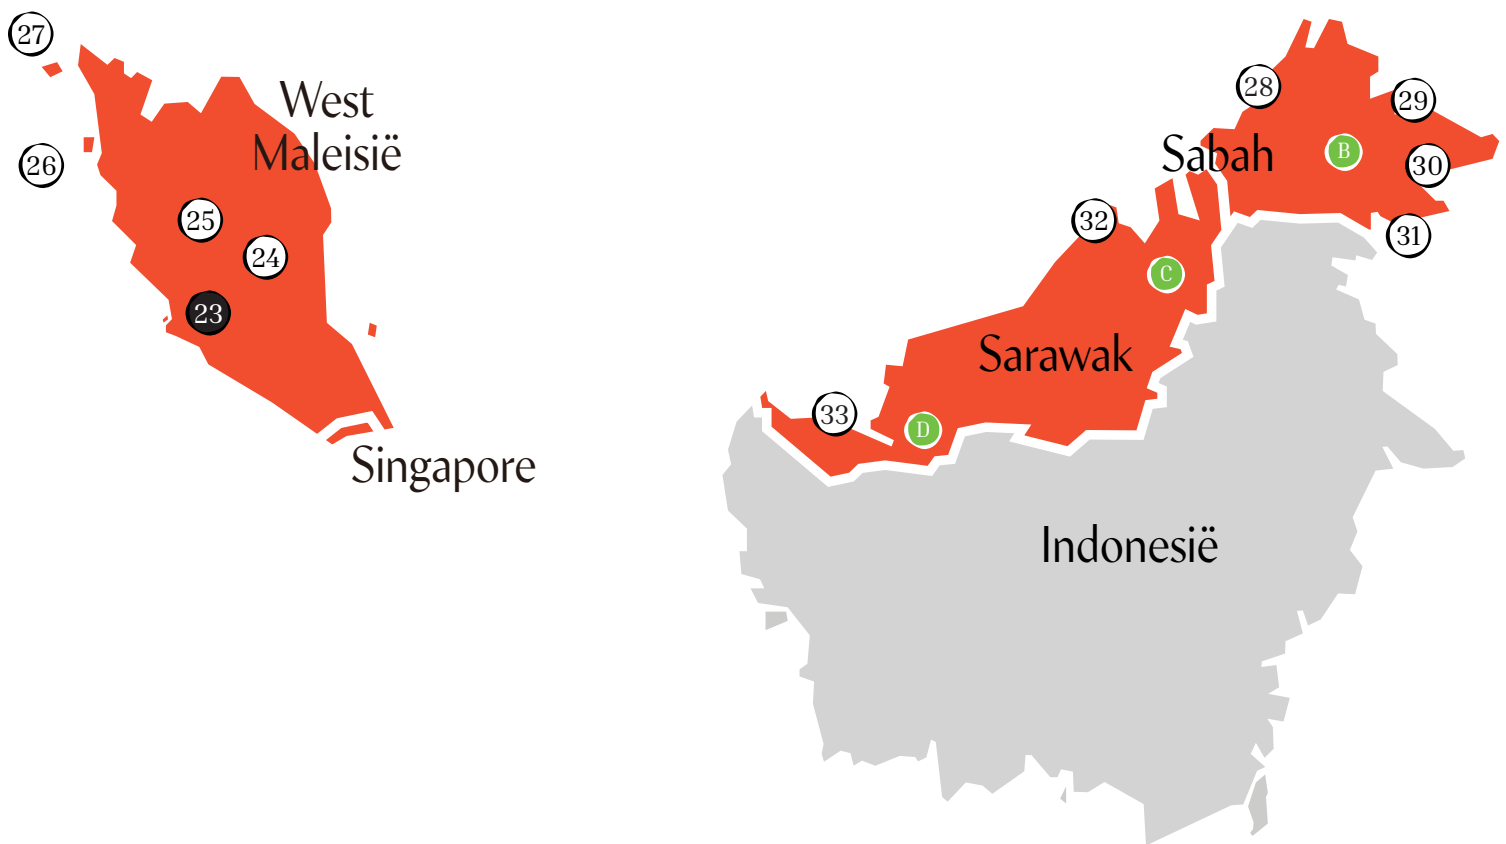 27
West
Maleisië
26
25
24
23
Singapore
28
29
Sabah
B
30
32
31
C
Sarawak
33
D
Indonesië